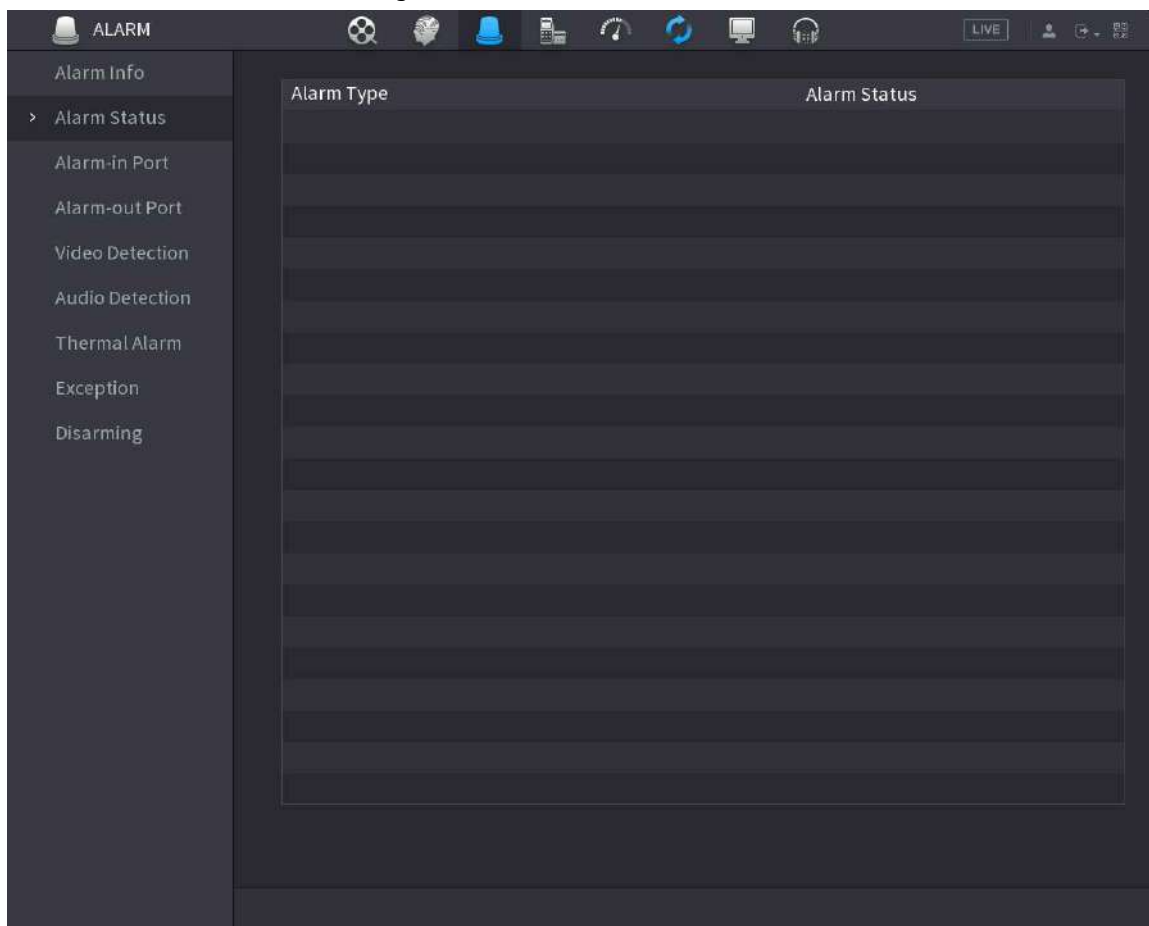 ALARM
LIVE
Alarm Info
Alarm Type
Alarm Status
> Alarm Status
Alarm-in Port
Alarm-out Port
Video Detection
Audio Detection
Thermal Alarm
Exception
Disarming